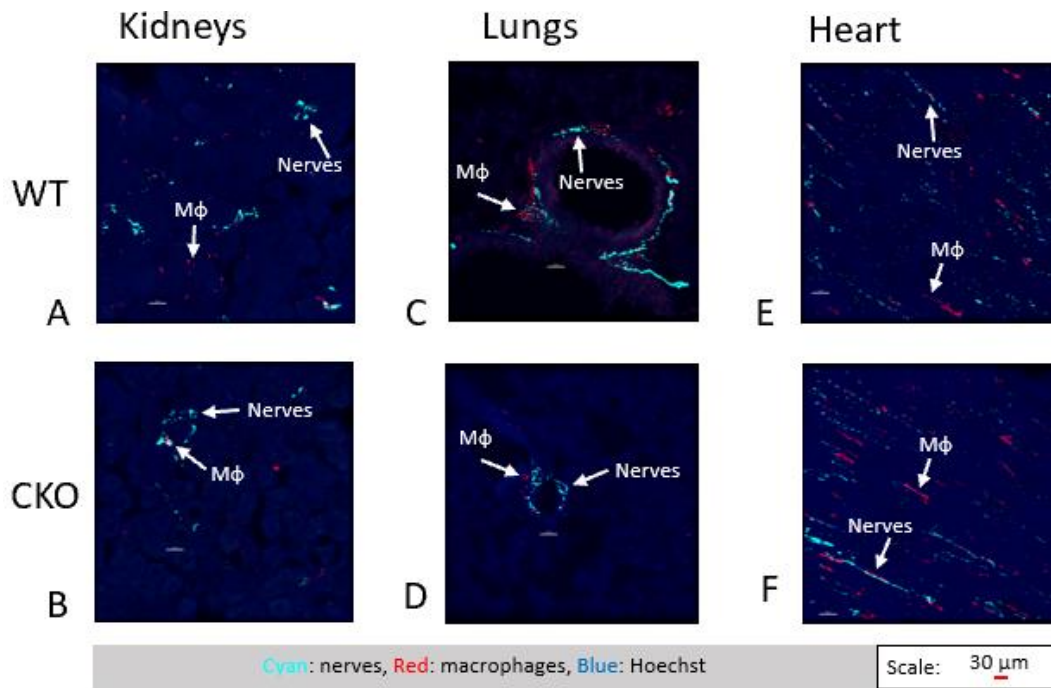 Kidneys
Lungs
Heart
WT
Nerves
Mϕ
A
Mϕ
Nerves
C
Nerves
Mϕ
E
CKO
Nerves
Mϕ
B
Mϕ
Nerves
D
Mϕ
Nerves
F
Cyan: nerves, Red: macrophages, Blue: Hoechst
Scale: 30 μm